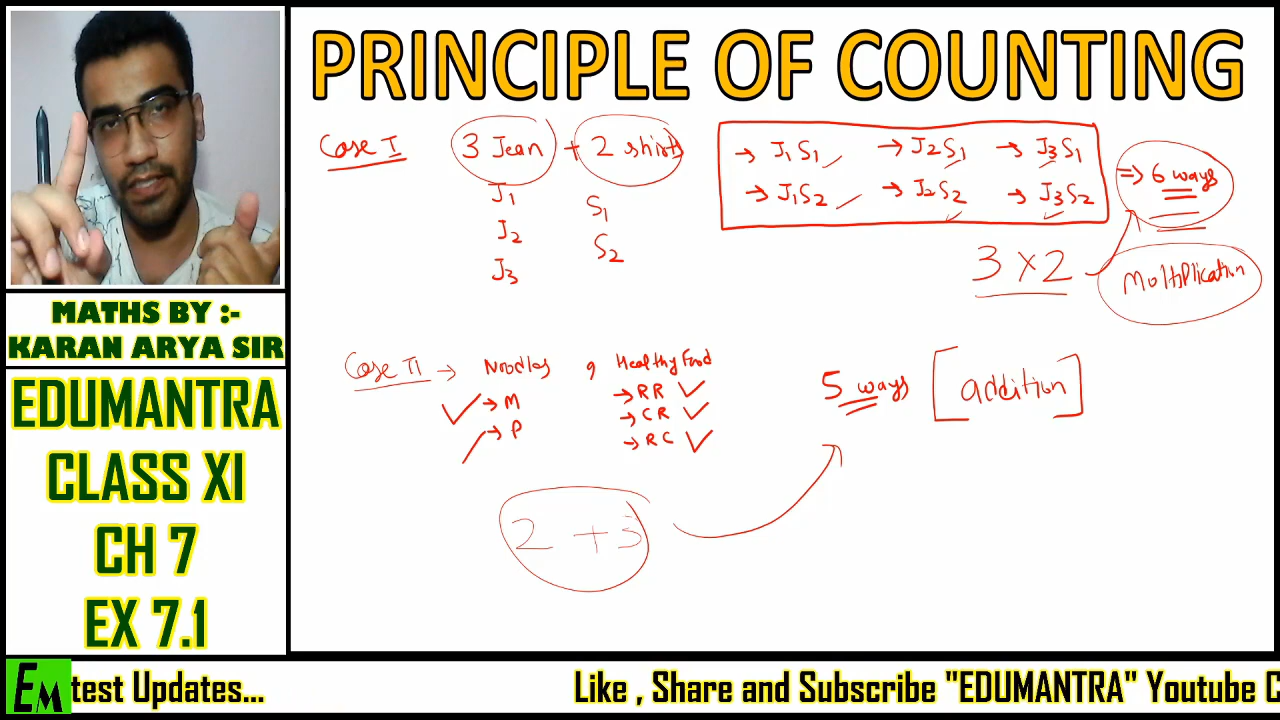 PRINCIPLE OF COUNTING
Case I 3 Jean + 2 shirts
J1
J2
J3
S1
S2
→ J1S1 → J2S1 → J3S1
→ J1S2 → J2S2 → J3S2
⇒ 6 ways
3 × 2
Multiplication
Case II → Noodles , Healthy Food
→ M
→ P
→ RR
→ CR
→ RC
5 ways [addition]
2 + 3
MATHS BY :-
KARAN ARYA SIR
EDUMANTRA
CLASS XI
CH 7
EX 7.1
EM test Updates... Like , Share and Subscribe "EDUMANTRA" Youtube C